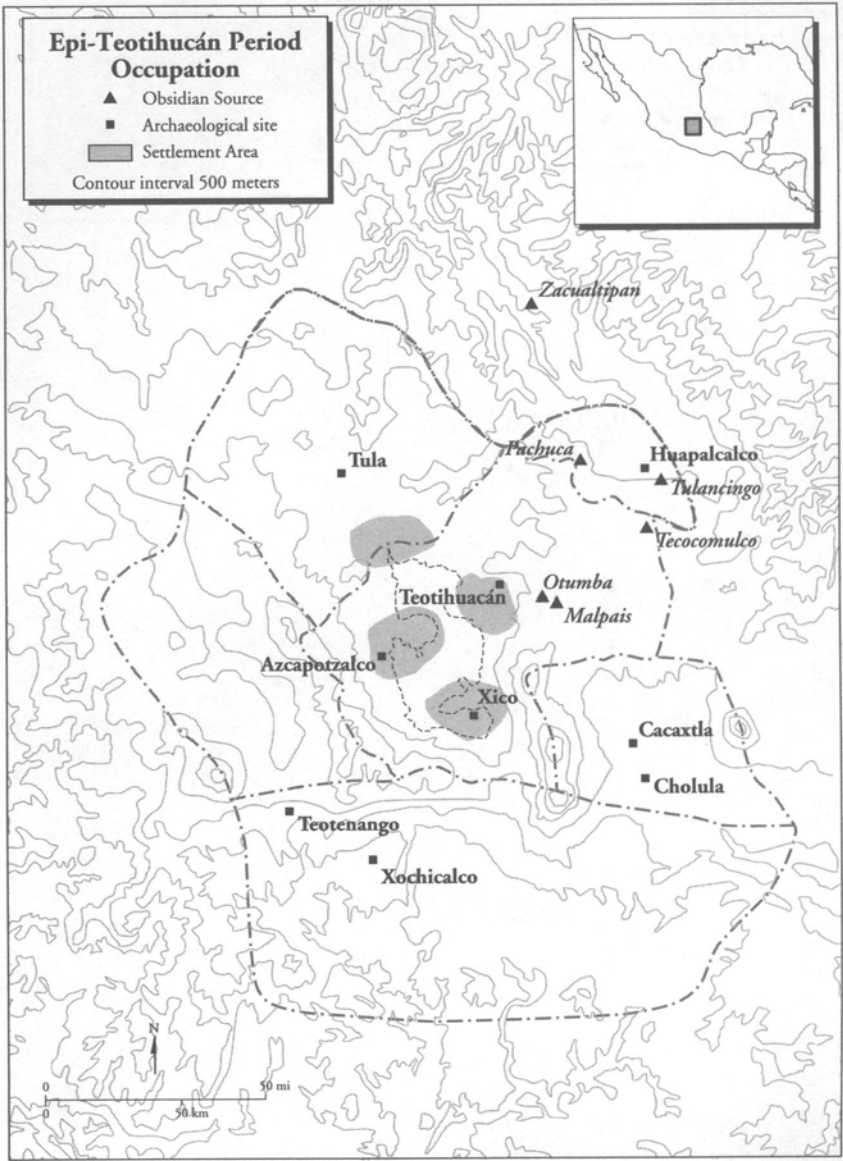 Epi-Teotihucán Period
Occupation
Obsidian Source
Archaeological site
Settlement Area
Contour interval 500 meters
Zacualtipan
Pachuca
Huapalcalco
Tula
Tulancingo
Tecocomulco
Teotihuacán
Otumba
Malpais
Azcapotzalco
Xico
Cacaxtla
Cholula
Teotenango
Xochicalco
N
0 50 mi
0 50 km